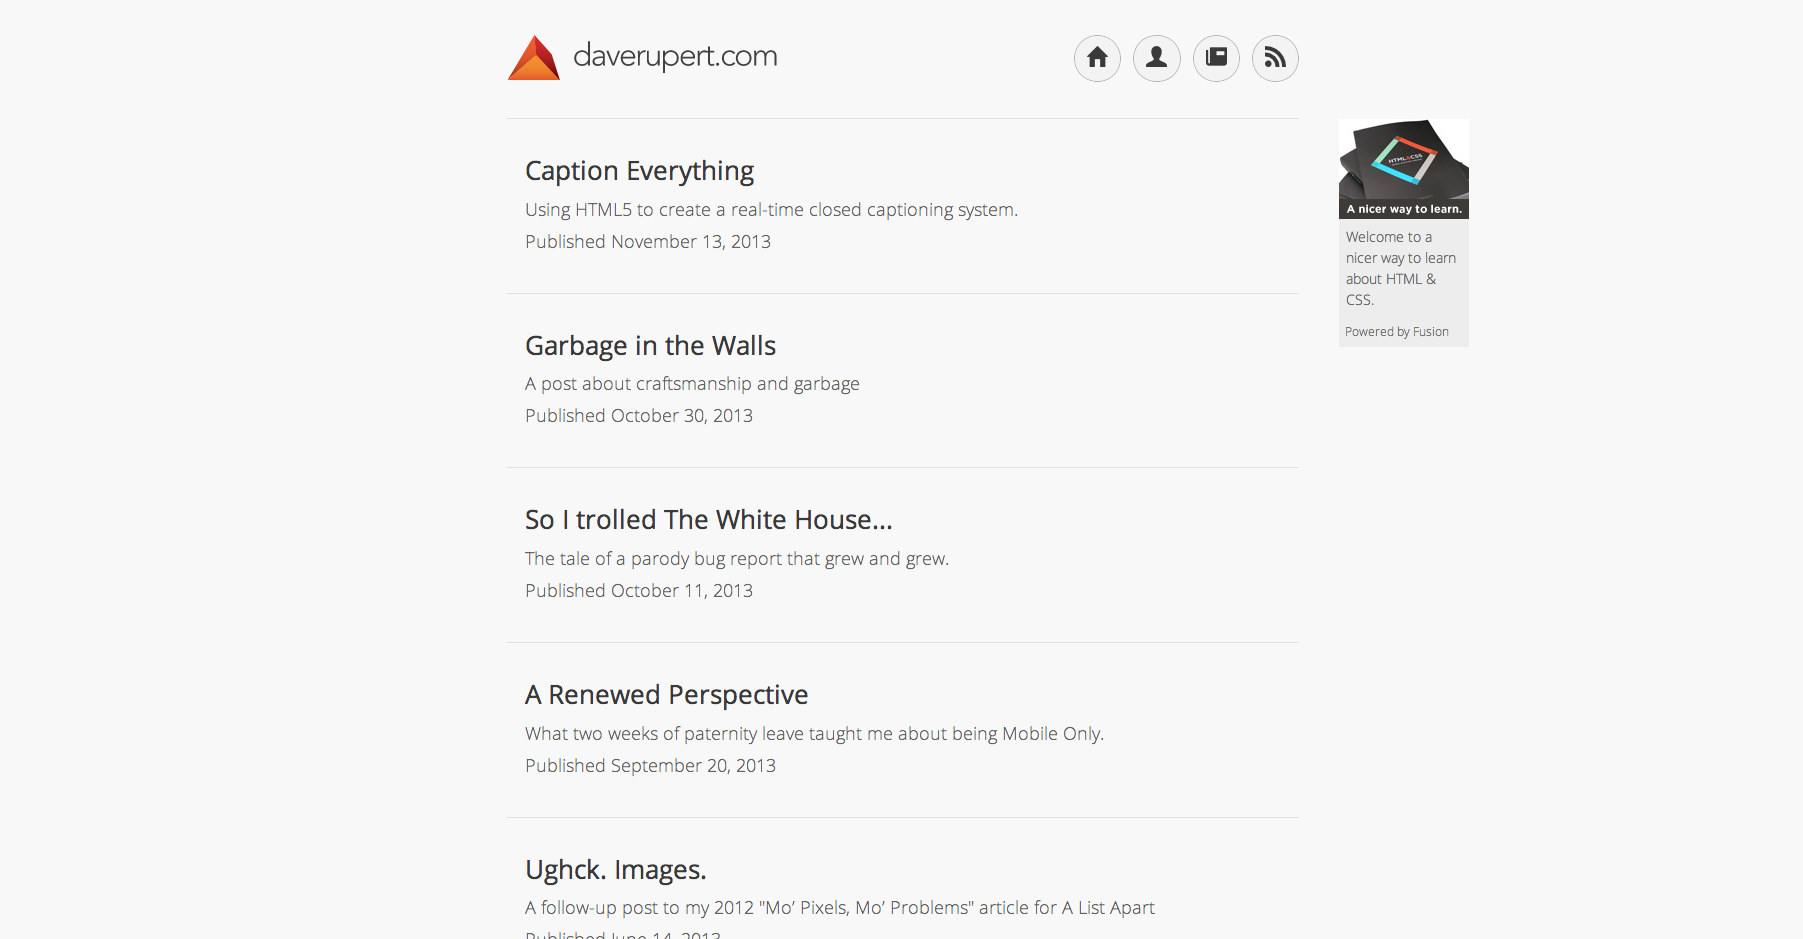 daverupert.com
Caption Everything
Using HTML5 to create a real-time closed captioning system.
Published November 13, 2013
Garbage in the Walls
A post about craftsmanship and garbage
Published October 30, 2013
So I trolled The White House...
The tale of a parody bug report that grew and grew.
Published October 11, 2013
A Renewed Perspective
What two weeks of paternity leave taught me about being Mobile Only.
Published September 20, 2013
Ughck. Images.
A follow-up post to my 2012 "Mo’ Pixels, Mo’ Problems" article for A List Apart
Published June 14, 2013
HTML&CSS
A nicer way to learn.
Welcome to a
nicer way to learn
about HTML &
CSS.
Powered by Fusion